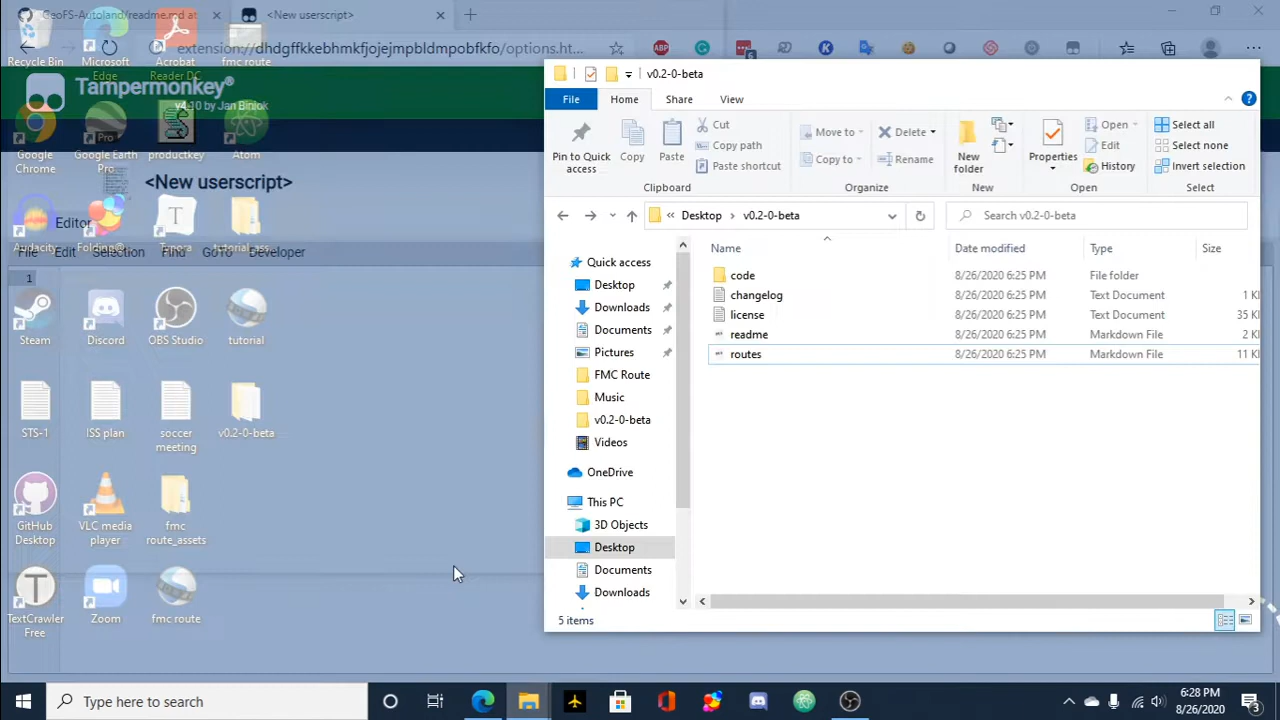 GeoFS-Autoland/readme.md at
<New userscript>
extension://dhdgffkkebhmkfjojejmpbldmpobfkfo/options.ht...
Tampermonkey®
v4.10 by Jan Biniok
<New userscript>
Editor
File Edit Selection Find GoTo Developer
1
Recycle Bin
Microsoft
Edge
Acrobat
Reader DC
fmc route
Google
Chrome
Google Earth
Pro
productkey
Atom
Audacity
Folding@...
Typora
tutorial_ass...
Steam
Discord
OBS Studio
tutorial
STS-1
ISS plan
soccer
meeting
v0.2-0-beta
GitHub
Desktop
VLC media
player
fmc
route_assets
TextCrawler
Free
Zoom
fmc route
v0.2-0-beta
File Home Share View
Pin to Quick
access
Copy
Paste
Cut
Copy path
Paste shortcut
Clipboard
Move to
Copy to
Delete
Rename
Organize
New
folder
New
Properties
Open
Edit
History
Open
Select all
Select none
Invert selection
Select
« Desktop › v0.2-0-beta
Search v0.2-0-beta
Name Date modified Type Size
code 8/26/2020 6:25 PM File folder
changelog 8/26/2020 6:25 PM Text Document 1 K
license 8/26/2020 6:25 PM Text Document 35 K
readme 8/26/2020 6:25 PM Markdown File 2 K
routes 8/26/2020 6:25 PM Markdown File 11 K
Quick access
Desktop
Downloads
Documents
Pictures
FMC Route
Music
v0.2-0-beta
Videos
OneDrive
This PC
3D Objects
Desktop
Documents
Downloads
5 items
Type here to search
6:28 PM
8/26/2020
3